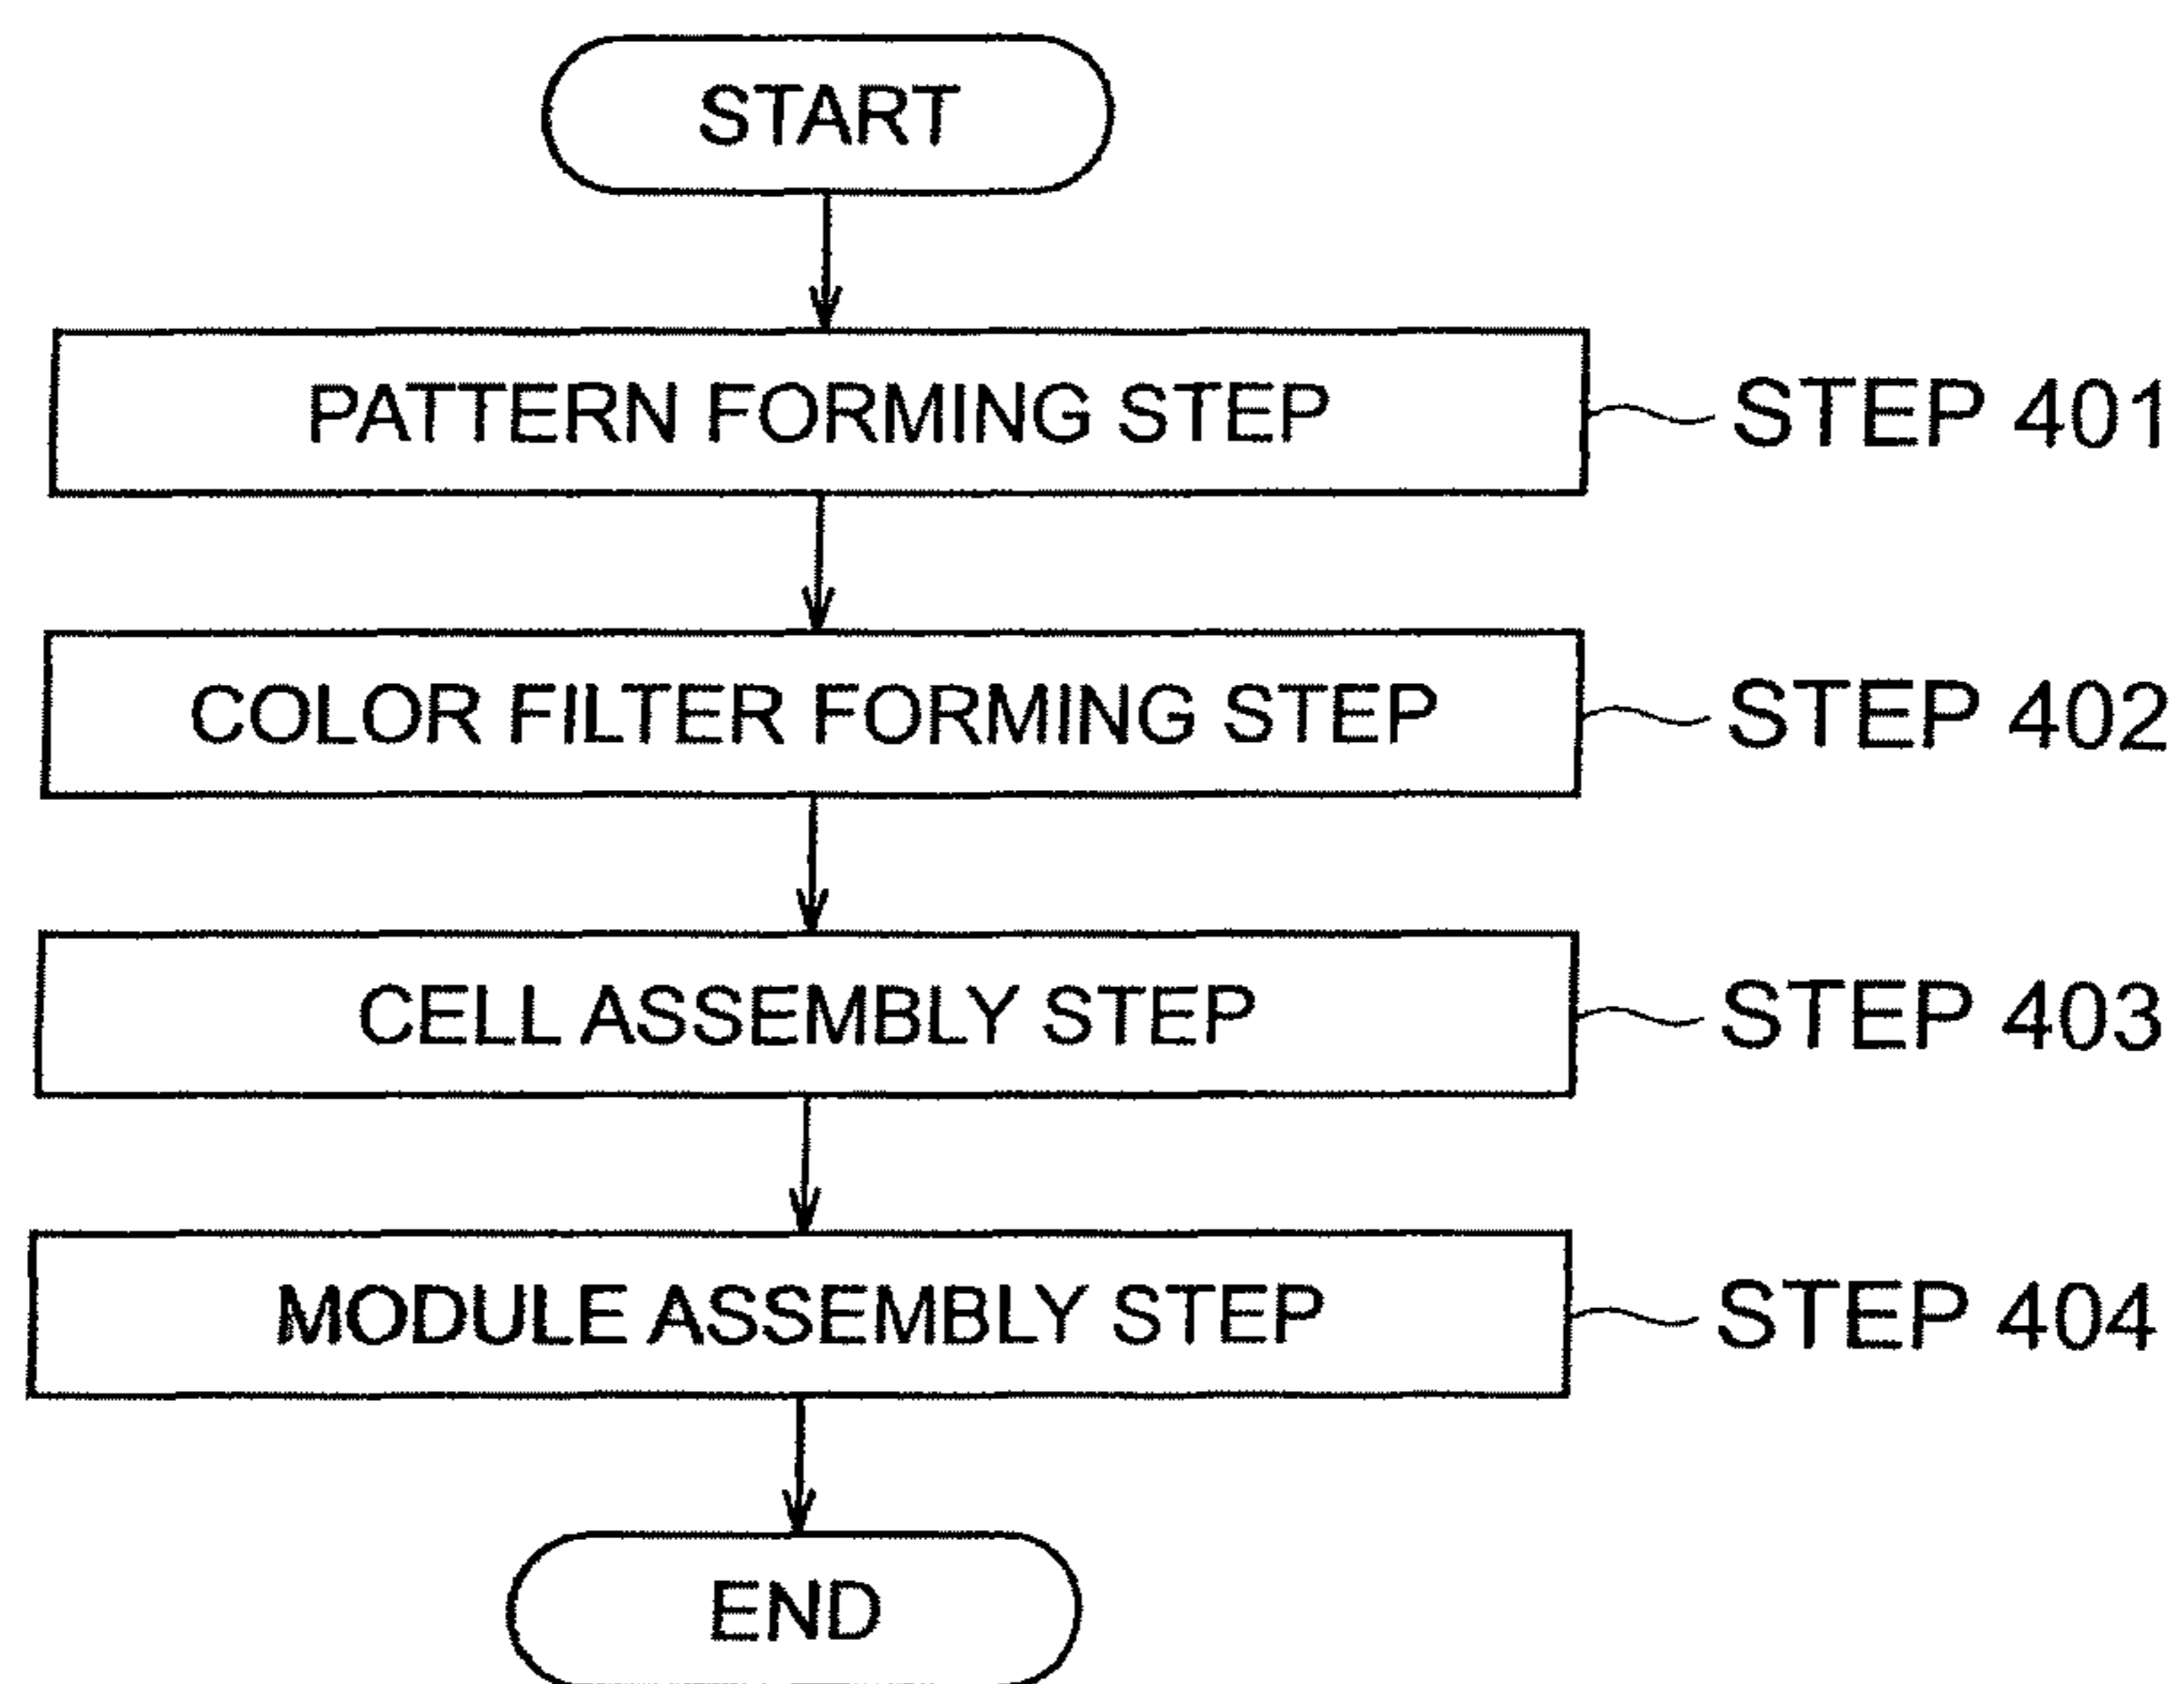 START
PATTERN FORMING STEP STEP 401
COLOR FILTER FORMING STEP STEP 402
CELL ASSEMBLY STEP STEP 403
MODULE ASSEMBLY STEP STEP 404
END